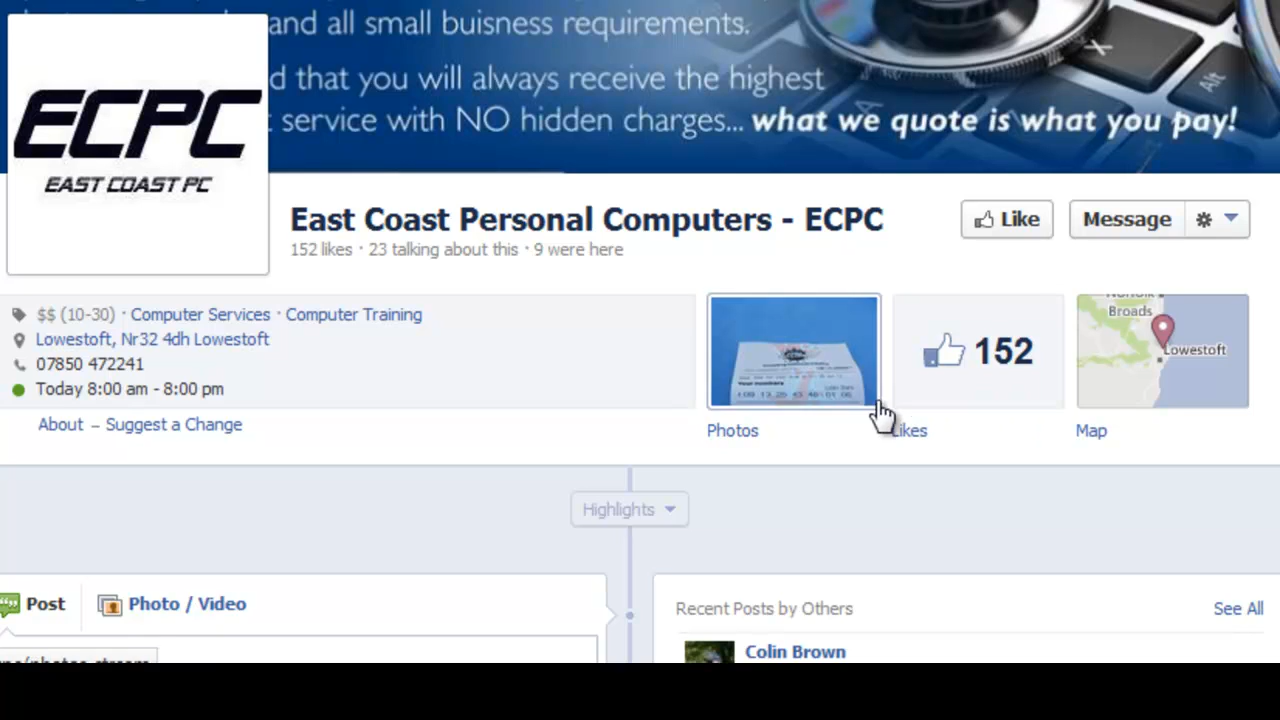 and all small buisness requirements.
d that you will always receive the highest
service with NO hidden charges... what we quote is what you pay!
ECPC
EAST COAST PC
East Coast Personal Computers - ECPC
Like
Message
152 likes · 23 talking about this · 9 were here
$$ (10-30) · Computer Services · Computer Training
Lowestoft, Nr32 4dh Lowestoft
07850 472241
Today 8:00 am - 8:00 pm
About – Suggest a Change
Your numbers
152
Broads
Lowestoft
Photos
Likes
Map
Highlights
Post
Photo / Video
Recent Posts by Others
See All
Colin Brown